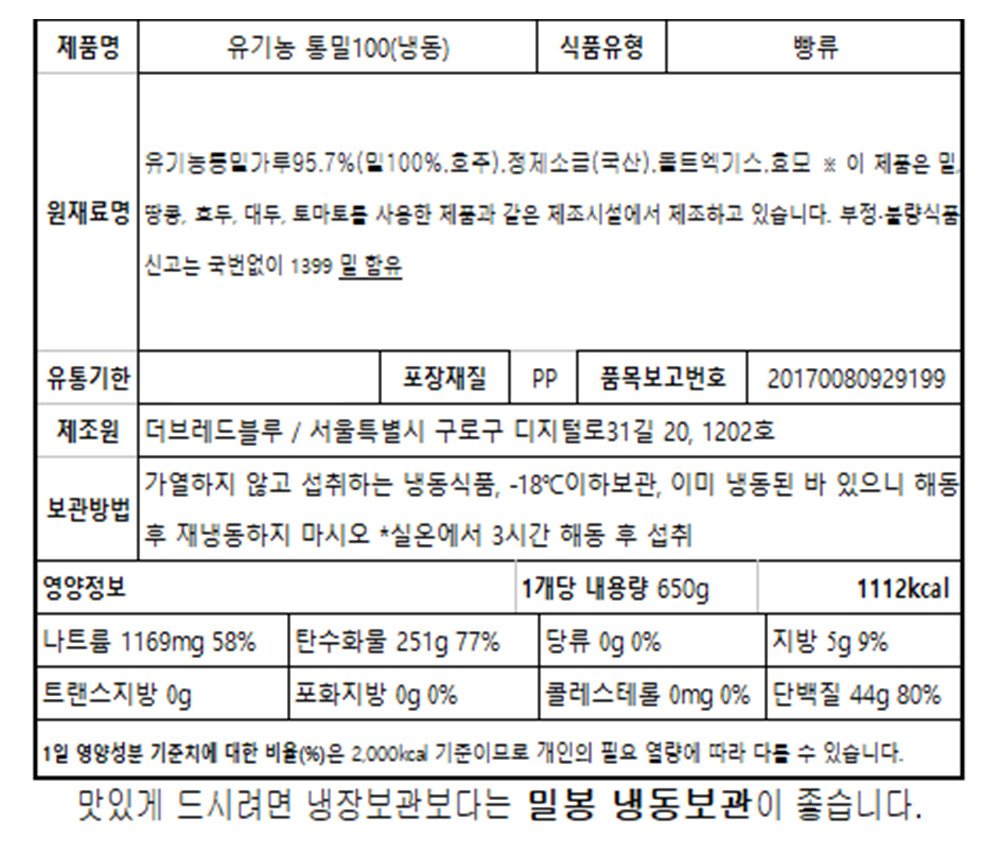 제품명 유기농 통밀100(냉동) 식품유형 빵류
원재료명 유기농통밀가루95.7%(밀100%.호주).정제소금(국산).몰트엑기스.효모 ※ 이 제품은 밀,
땅콩, 호두, 대두, 토마토를 사용한 제품과 같은 제조시설에서 제조하고 있습니다. 부정·불량식품
신고는 국번없이 1399 밀 함유
유통기한 포장재질 PP 품목보고번호 20170080929199
제조원 더브레드블루 / 서울특별시 구로구 디지털로31길 20, 1202호
보관방법 가열하지 않고 섭취하는 냉동식품, -18℃이하보관, 이미 냉동된 바 있으니 해동
후 재냉동하지 마시오 *실온에서 3시간 해동 후 섭취
영양정보 1개당 내용량 650g 1112kcal
나트륨 1169mg 58% 탄수화물 251g 77% 당류 0g 0% 지방 5g 9%
트랜스지방 0g 포화지방 0g 0% 콜레스테롤 0mg 0% 단백질 44g 80%
1일 영양성분 기준치에 대한 비율(%)은 2,000kcal 기준이므로 개인의 필요 열량에 따라 다를 수 있습니다.
맛있게 드시려면 냉장보관보다는 밀봉 냉동보관이 좋습니다.